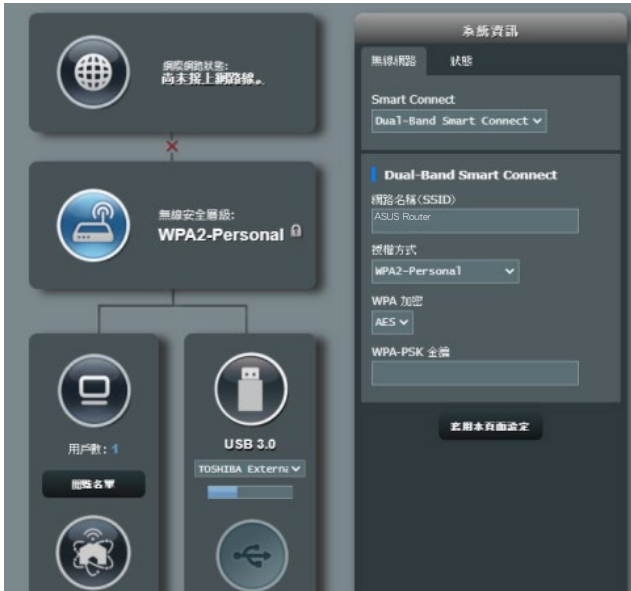 網際網路狀態:
尚未接上網路線。
無線安全層級:
WPA2-Personal
用戶數: 1
閱覽名單
USB 3.0
TOSHIBA Externa
系統資訊
無線網路 狀態
Smart Connect
Dual-Band Smart Connect
Dual-Band Smart Connect
網路名稱(SSID)
ASUS Router
授權方式
WPA2-Personal
WPA 加密
AES
WPA-PSK 金鑰
套用本頁面設定